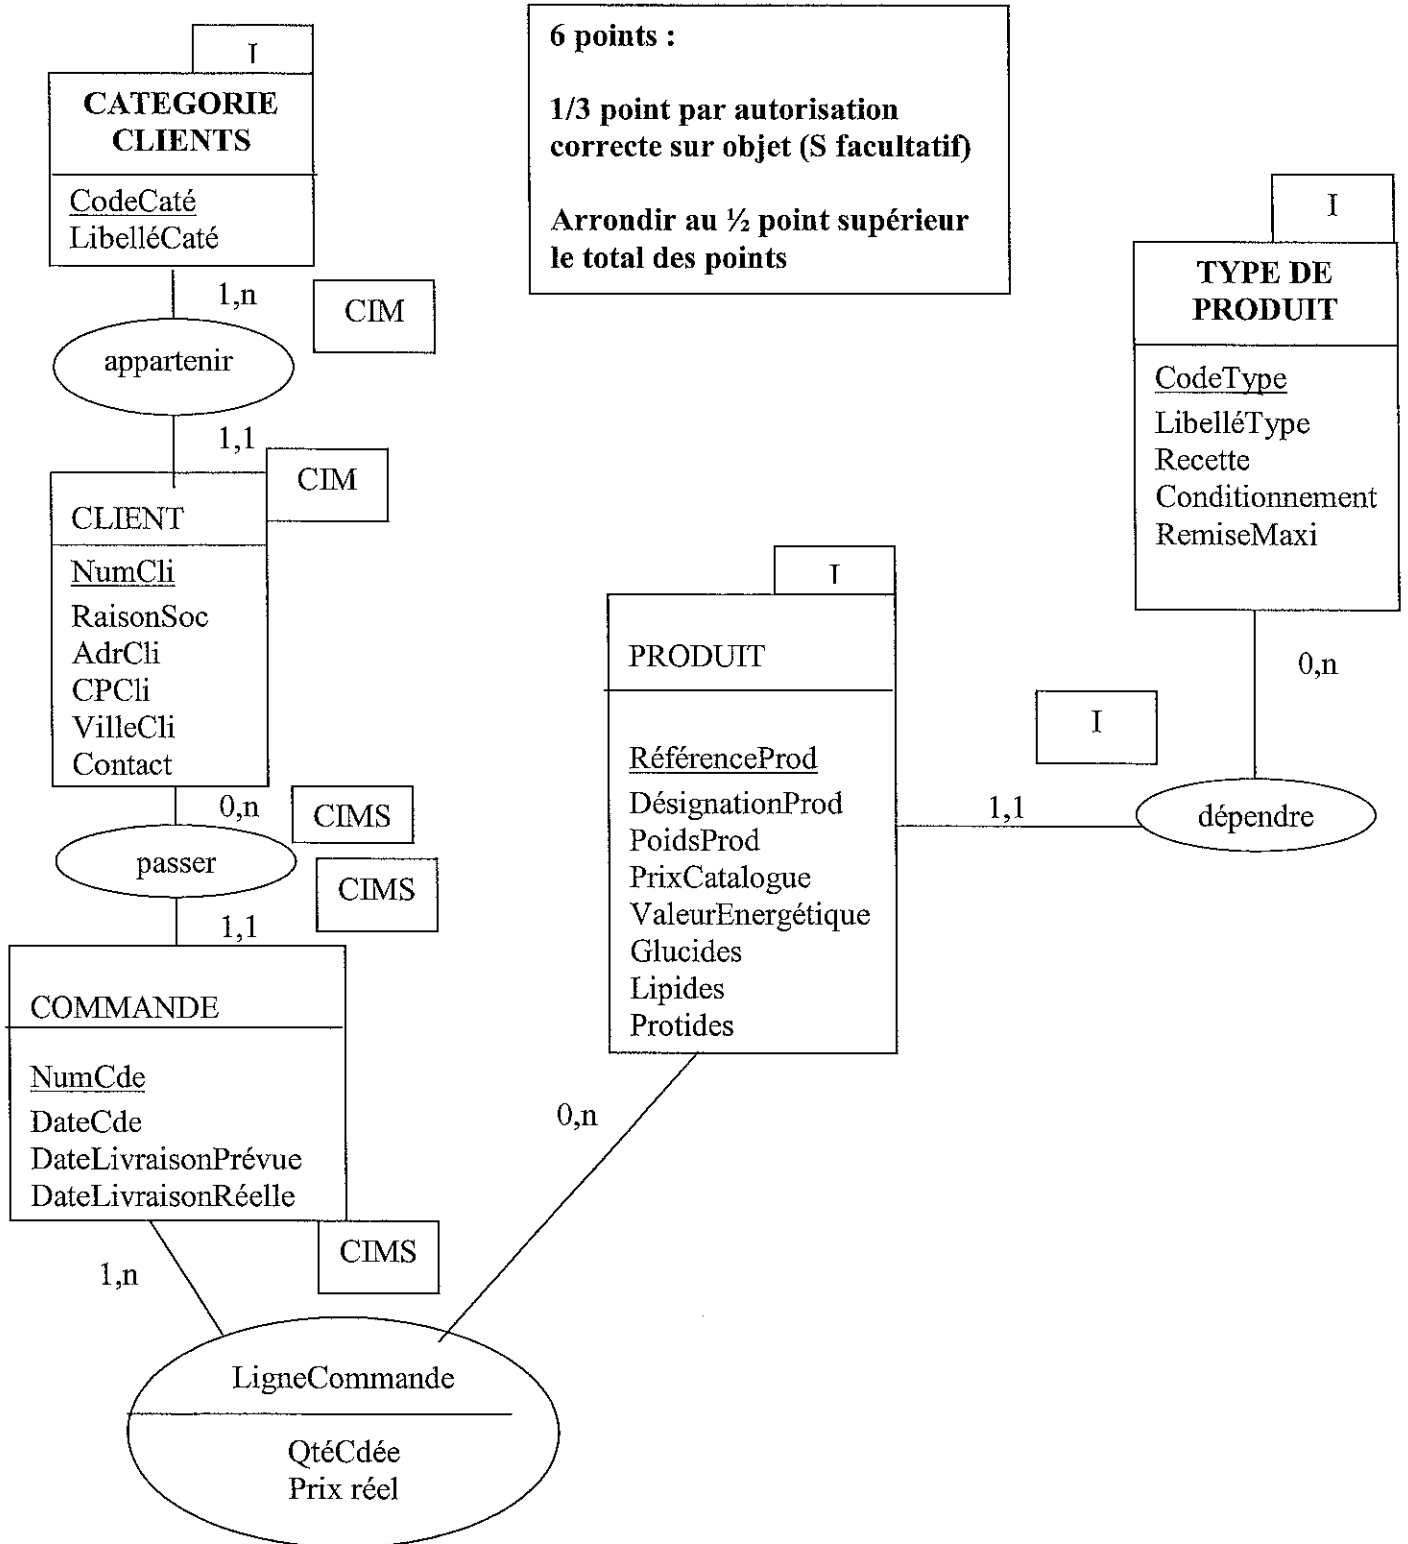 I
CATEGORIE
CLIENTS
CodeCaté
LibelléCaté
6 points :
1/3 point par autorisation
correcte sur objet (S facultatif)
Arrondir au ½ point supérieur
le total des points
I
TYPE DE
PRODUIT
CodeType
LibelléType
Recette
Conditionnement
RemiseMaxi
1,n
CIM
appartenir
1,1
CIM
CLIENT
NumCli
RaisonSoc
AdrCli
CPCli
VilleCli
Contact
I
PRODUIT
RéférenceProd
DésignationProd
PoidsProd
PrixCatalogue
ValeurEnergétique
Glucides
Lipides
Protides
0,n
I
1,1
dépendre
0,n
CIMS
passer
CIMS
1,1
COMMANDE
NumCde
DateCde
DateLivraisonPrévue
DateLivraisonRéelle
0,n
CIMS
1,n
LigneCommande
QtéCdée
Prix réel